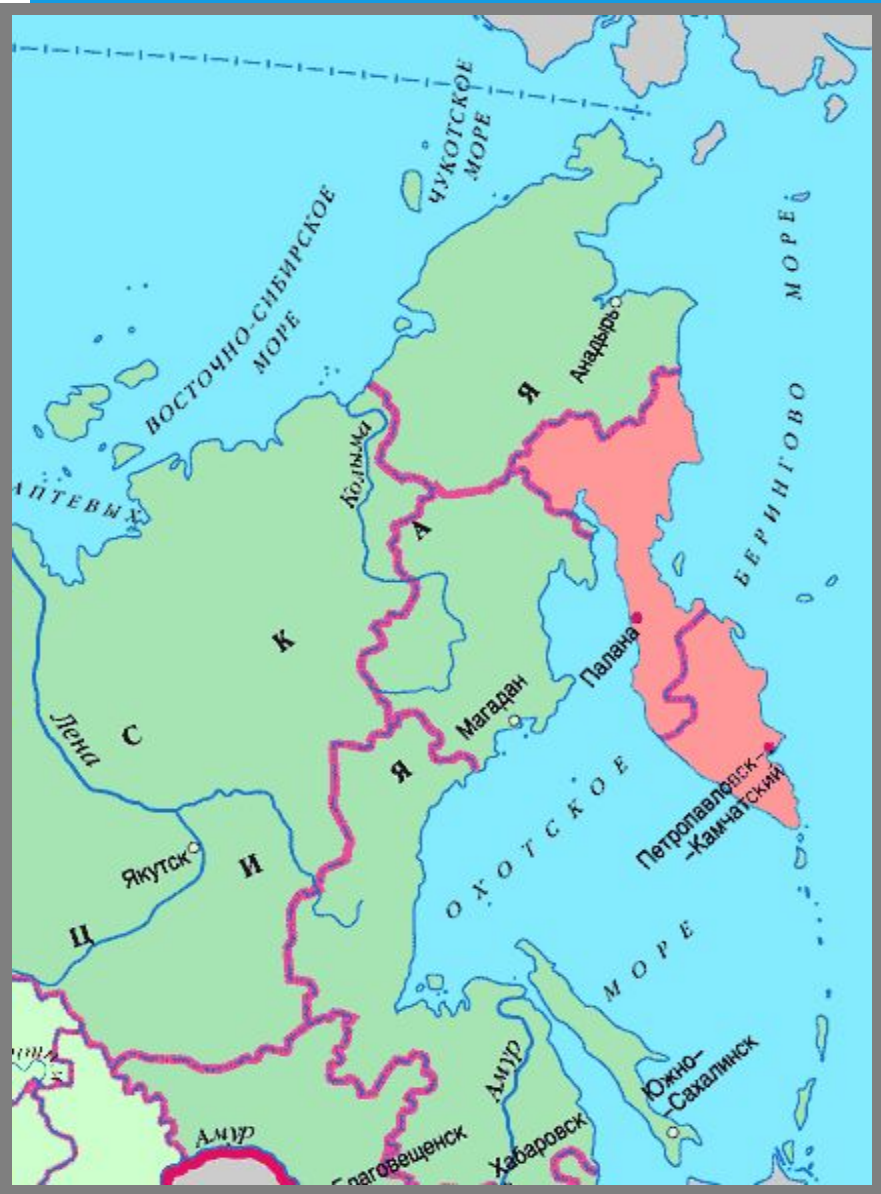 ЧУКОТСКОЕ
МОРЕ
ВОСТОЧНО-СИБИРСКОЕ
МОРЕ
БЕРИНГОВО МОРЕ
Анадырь
Колыма
АПТЕВЫХ
Я
А
К
С
Я
И
Ц
Палана
Магадан
Лена
Петропавловск-
-Камчатский
Якутск
ОХОТСКОЕ
МОРЕ
Амур
Южно-
-Сахалинск
Амур
Благовещенск
Хабаровск